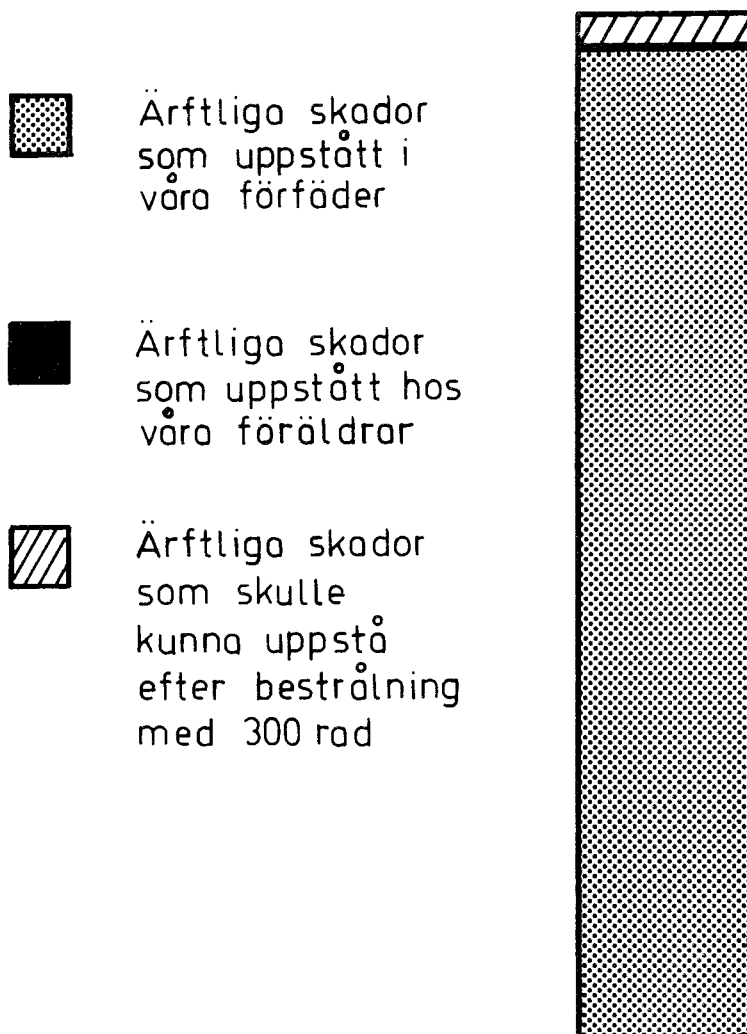 Ärftliga skador
som uppstått i
våra förfäder
Ärftliga skador
som uppstått hos
våra föräldrar
Ärftliga skador
som skulle
kunna uppstå
efter bestrålning
med 300 rad